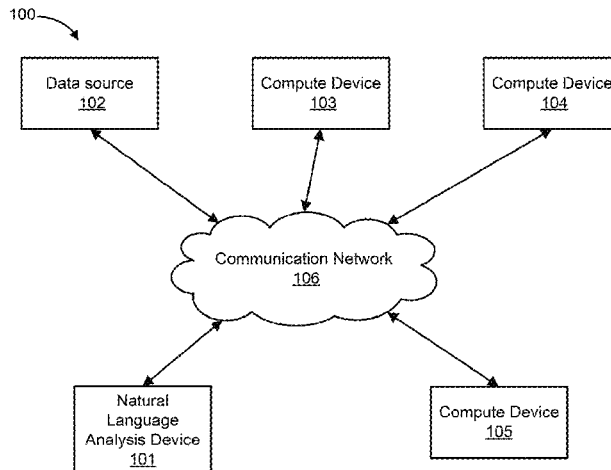 100
Data source
102
Compute Device
103
Compute Device
104
Communication Network
106
Natural
Language
Analysis Device
101
Compute Device
105